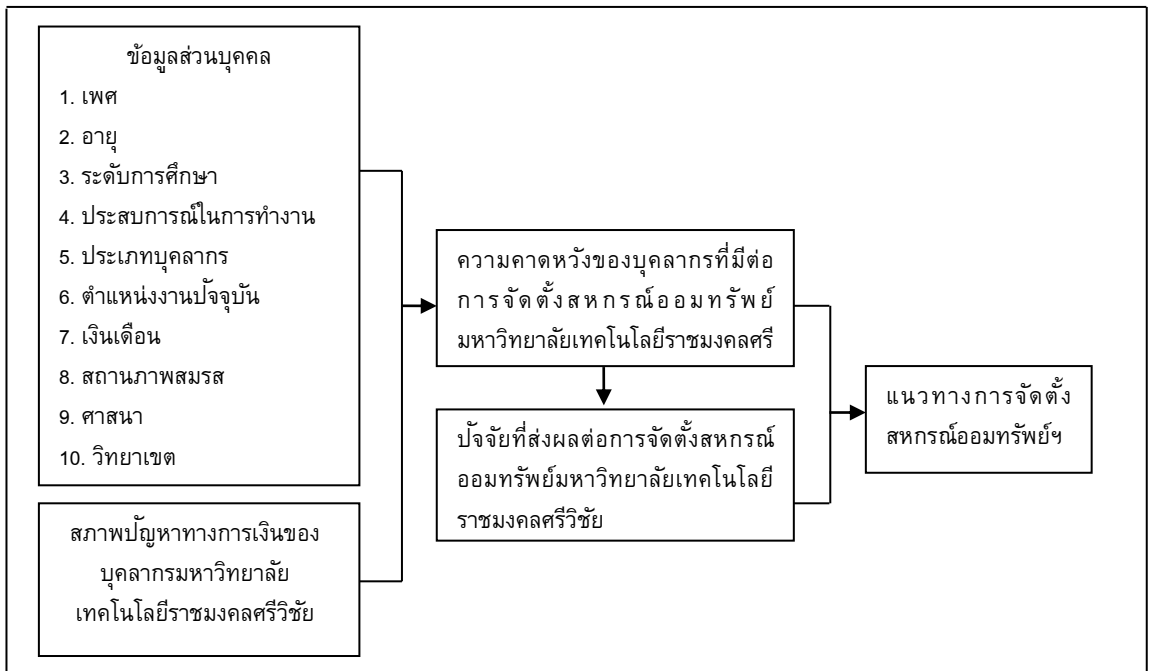 ข้อมูลส่วนบุคคล
1. เพศ
2. อายุ
3. ระดับการศึกษา
4. ประสบการณ์ในการทำงาน
5. ประเภทบุคลากร
6. ตำแหน่งงานปัจจุบัน
7. เงินเดือน
8. สถานภาพสมรส
9. ศาสนา
10. วิทยาเขต
สภาพปัญหาทางการเงินของ
บุคลากรมหาวิทยาลัย
เทคโนโลยีราชมงคลศรีวิชัย
ความคาดหวังของบุคลากรที่มีต่อ
การจัดตั้งสหกรณ์ออมทรัพย์
มหาวิทยาลัยเทคโนโลยีราชมงคลศรี
ปัจจัยที่ส่งผลต่อการจัดตั้งสหกรณ์
ออมทรัพย์มหาวิทยาลัยเทคโนโลยี
ราชมงคลศรีวิชัย
แนวทางการจัดตั้ง
สหกรณ์ออมทรัพย์ฯ